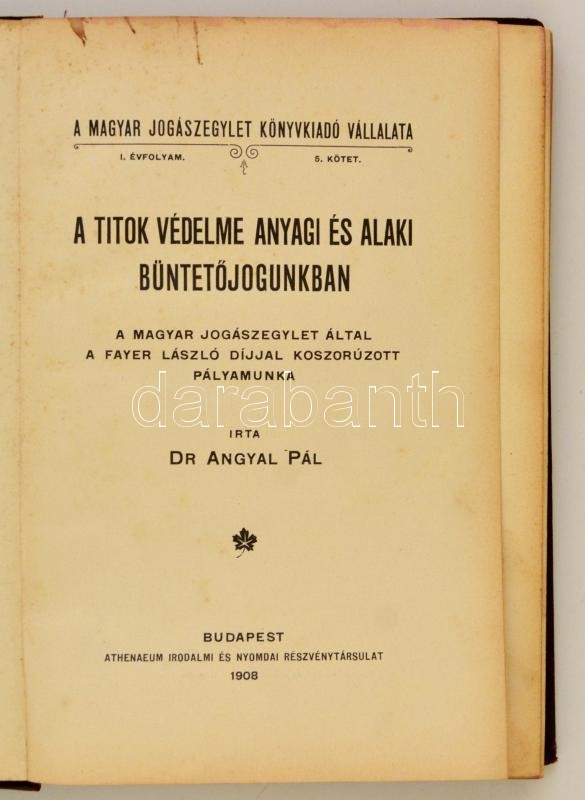 A MAGYAR JOGÁSZEGYLET KÖNYVKIADÓ VÁLLALATA
I. ÉVFOLYAM. 5. KÖTET.
A TITOK VÉDELME ANYAGI ÉS ALAKI
BÜNTETŐJOGUNKBAN
A MAGYAR JOGÁSZEGYLET ÁLTAL
A FAYER LÁSZLÓ DÍJJAL KOSZORÚZOTT
PÁLYAMUNKA
darabanth
IRTA
DR ANGYAL PÁL
BUDAPEST
ATHENAEUM IRODALMI ÉS NYOMDAI RÉSZVÉNYTÁRSULAT
1908